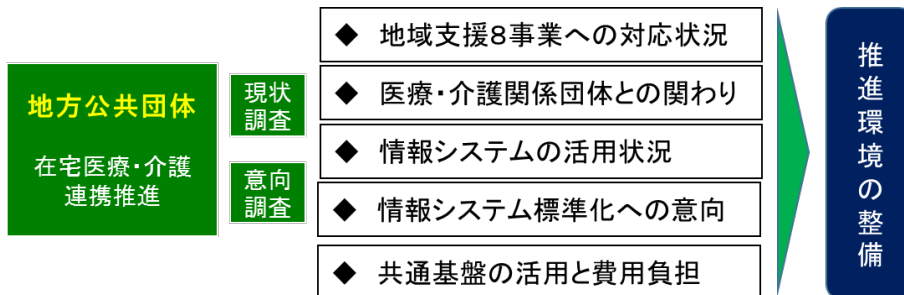 地方公共団体
在宅医療・介護
連携推進
現状
調査
意向
調査
◆ 地域支援8事業への対応状況
◆ 医療・介護関係団体との関わり
◆ 情報システムの活用状況
◆ 情報システム標準化への意向
◆ 共通基盤の活用と費用負担
推進環境の整備